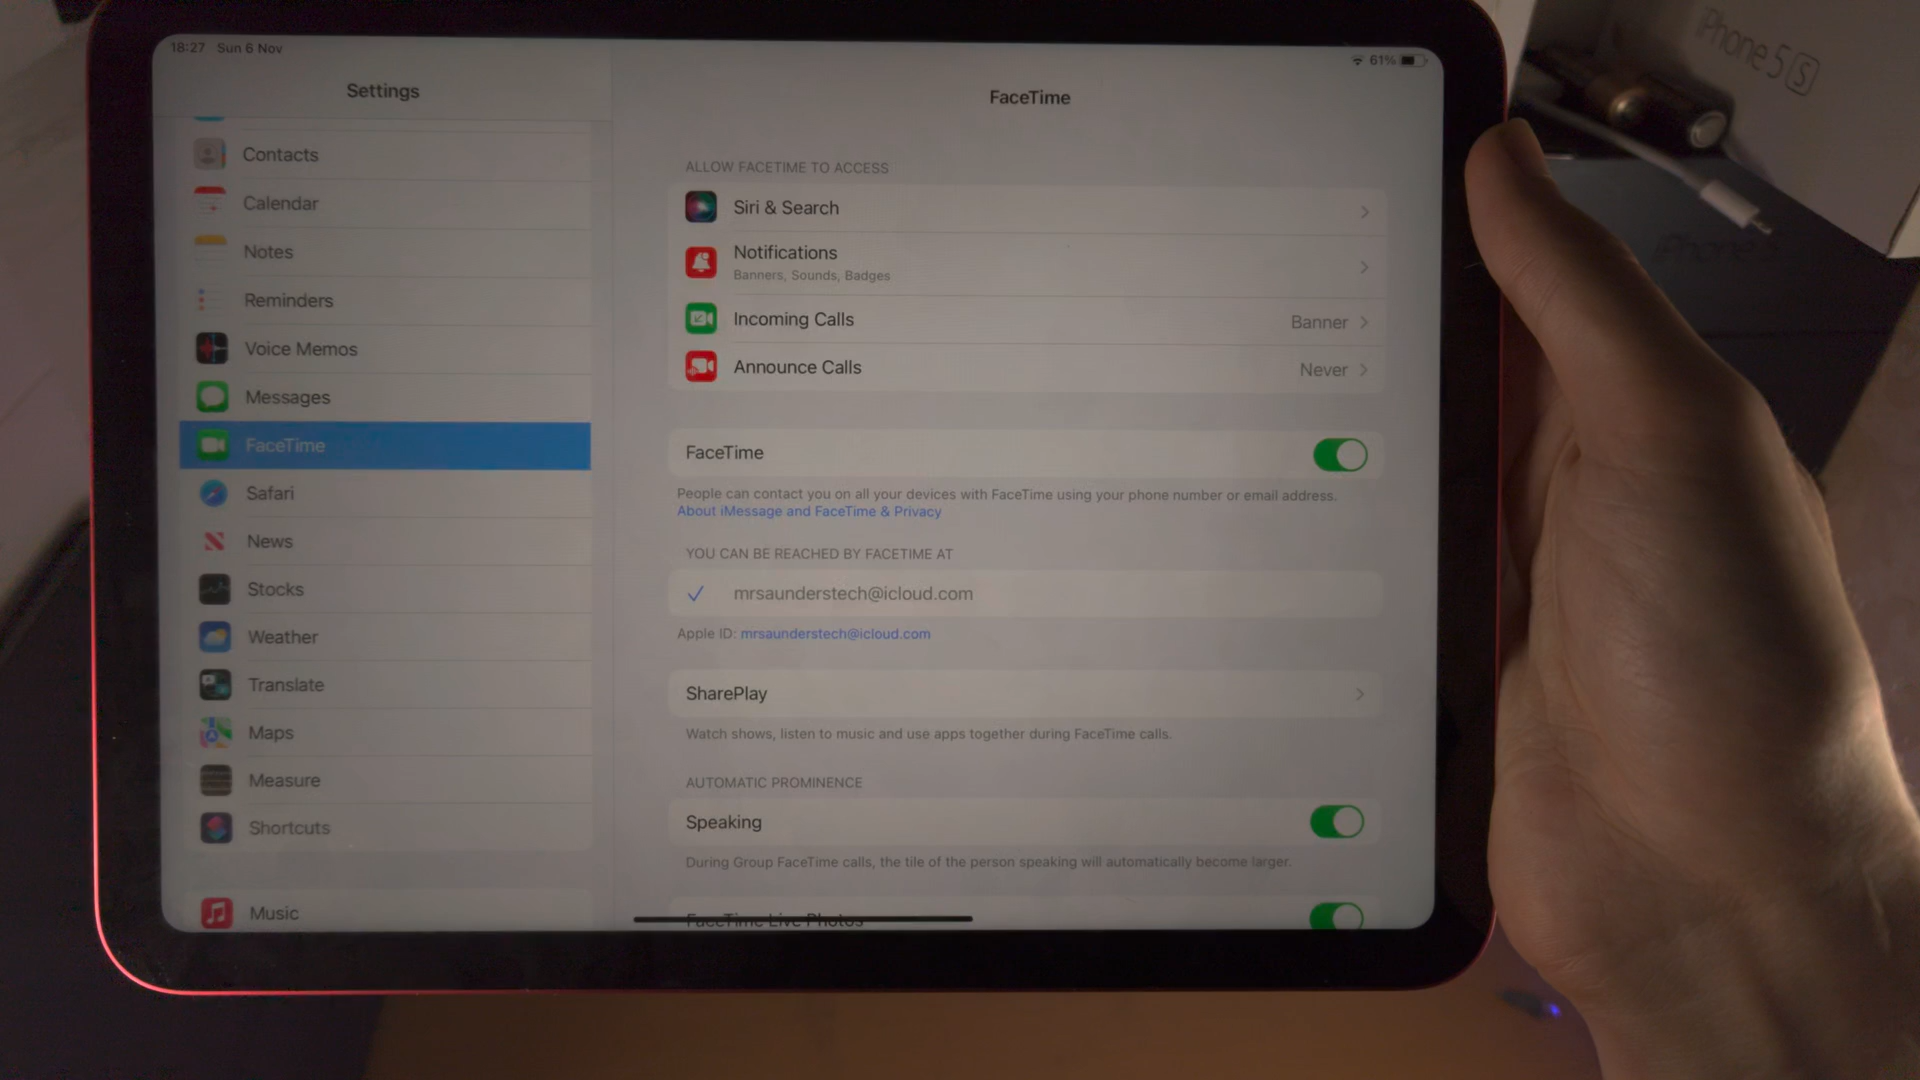 18:27 Sun 6 Nov
61%
Settings
Contacts
Calendar
Notes
Reminders
Voice Memos
Messages
FaceTime
Safari
News
Stocks
Weather
Translate
Maps
Measure
Shortcuts
Music
FaceTime
ALLOW FACETIME TO ACCESS
Siri & Search
Notifications
Banners, Sounds, Badges
Incoming Calls Banner
Announce Calls Never
FaceTime
People can contact you on all your devices with FaceTime using your phone number or email address.
About iMessage and FaceTime & Privacy
YOU CAN BE REACHED BY FACETIME AT
mrsaunderstech@icloud.com
Apple ID: mrsaunderstech@icloud.com
SharePlay
Watch shows, listen to music and use apps together during FaceTime calls.
AUTOMATIC PROMINENCE
Speaking
During Group FaceTime calls, the tile of the person speaking will automatically become larger.
FaceTime Live Photos
iPhone 5 S
iPhone